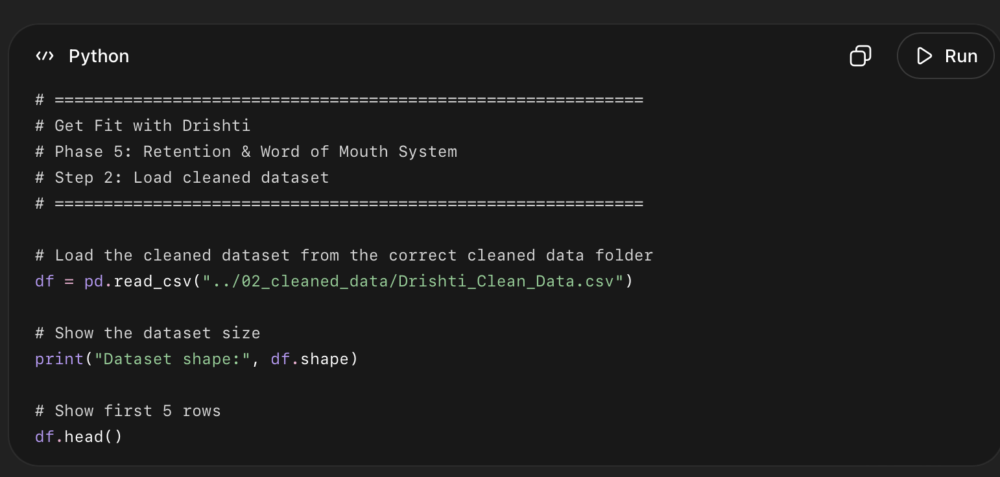 Python
Run
# ============================================================
# Get Fit with Drishti
# Phase 5: Retention & Word of Mouth System
# Step 2: Load cleaned dataset
# ============================================================
# Load the cleaned dataset from the correct cleaned data folder
df = pd.read_csv("../02_cleaned_data/Drishti_Clean_Data.csv")
# Show the dataset size
print("Dataset shape:", df.shape)
# Show first 5 rows
df.head()